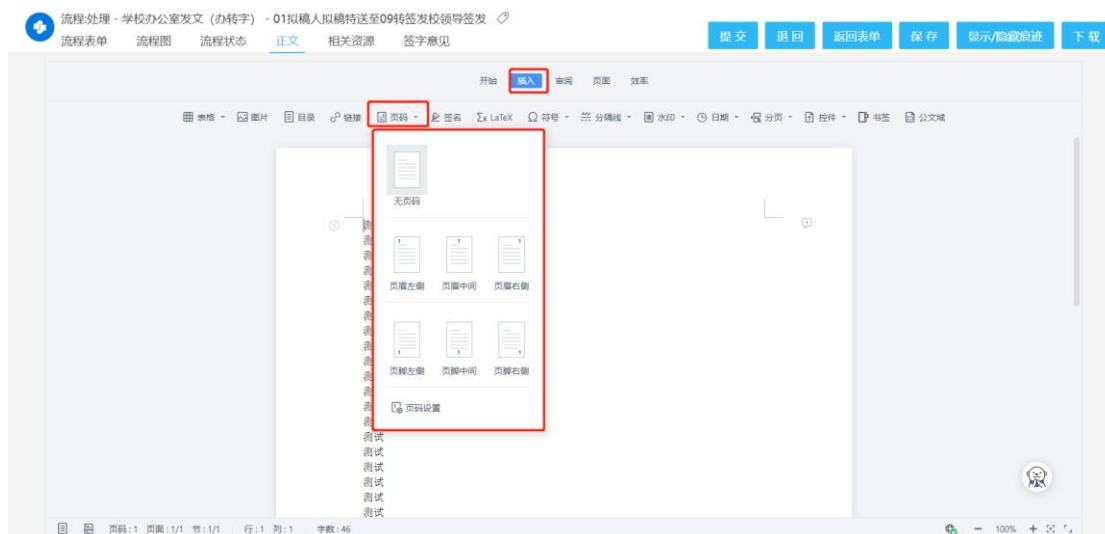 流程:处理 - 学校办公室发文（办转字） - 01拟稿人拟稿特送至09转签发校领导签发
流程表单 流程图 流程状态 正文 相关资源 签字意见 提交 退回 返回表单 保存 显示/隐藏痕迹 下载
开始 插入 审阅 页面 效率
表格 图片 目录 链接 页码 签名 LaTeX 符号 分隔线 水印 日期 分页 控件 书签 公文域
无页码
页眉左侧 页眉中间 页眉右侧
页脚左侧 页脚中间 页脚右侧
页码设置
测试
测试
测试
测试
测试
测试
页码:1 页面:1/1 节:1/1 行:1 列:1 字数:46 100%